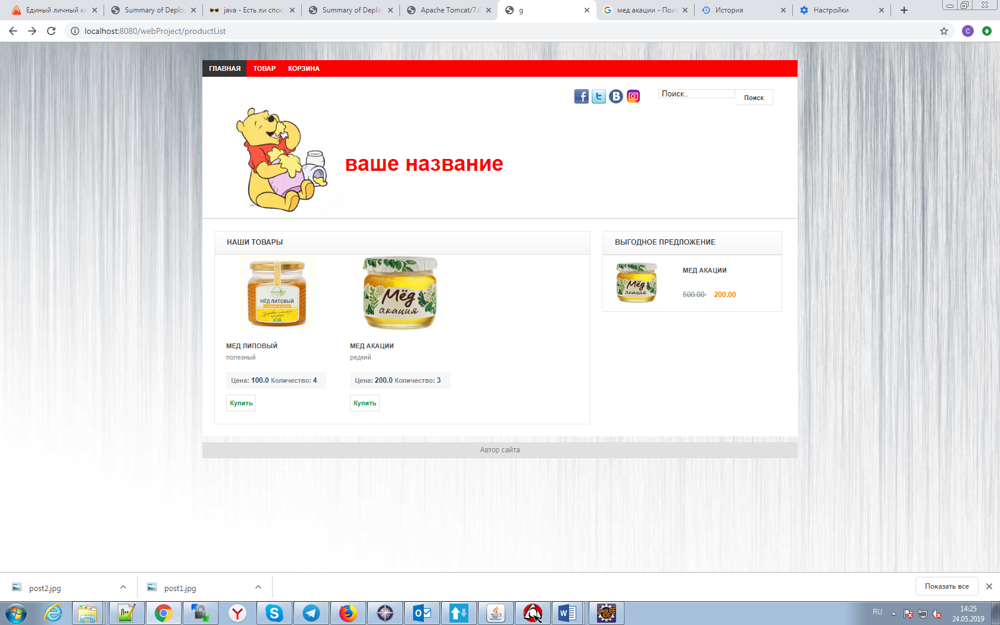 Единый личный ка
Summary of Deploy
java - Есть ли спос
Summary of Deplo
Apache Tomcat/7.0
g
мед акации - Пои
История
Настройки
localhost:8080/webProject/productList
C
ГЛАВНАЯ
ТОВАР
КОРЗИНА
Поиск..
Поиск
ваше название
НАШИ ТОВАРЫ
ВЫГОДНОЕ ПРЕДЛОЖЕНИЕ
МЁД ЛИПОВЫЙ
Мёд
акация
Мёд
акация
МЕД АКАЦИИ
500.00 200.00
МЕД ЛИПОВЫЙ
полезный
Цена: 100.0 Количество: 4
Купить
МЕД АКАЦИИ
редкий
Цена: 200.0 Количество: 3
Купить
Автор сайта
post2.jpg
post1.jpg
Показать все
Java EE
IDE
RU
14:25
24.05.2019